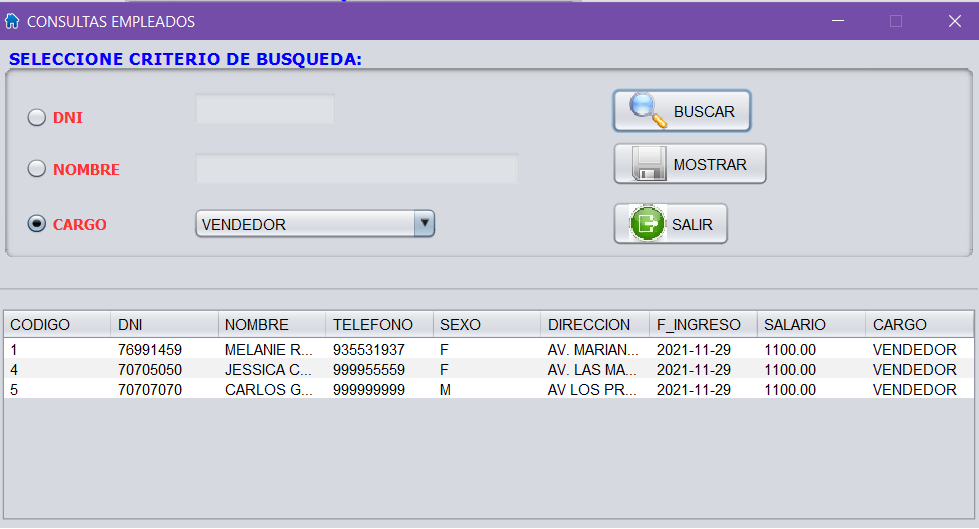 CONSULTAS EMPLEADOS
SELECCIONE CRITERIO DE BUSQUEDA:
DNI
BUSCAR
NOMBRE
MOSTRAR
CARGO VENDEDOR
SALIR
CODIGO DNI NOMBRE TELEFONO SEXO DIRECCION F_INGRESO SALARIO CARGO
1 76991459 MELANIE R... 935531937 F AV. MARIAN... 2021-11-29 1100.00 VENDEDOR
4 70705050 JESSICA C... 999955559 F AV. LAS MA... 2021-11-29 1100.00 VENDEDOR
5 70707070 CARLOS G... 999999999 M AV LOS PR... 2021-11-29 1100.00 VENDEDOR